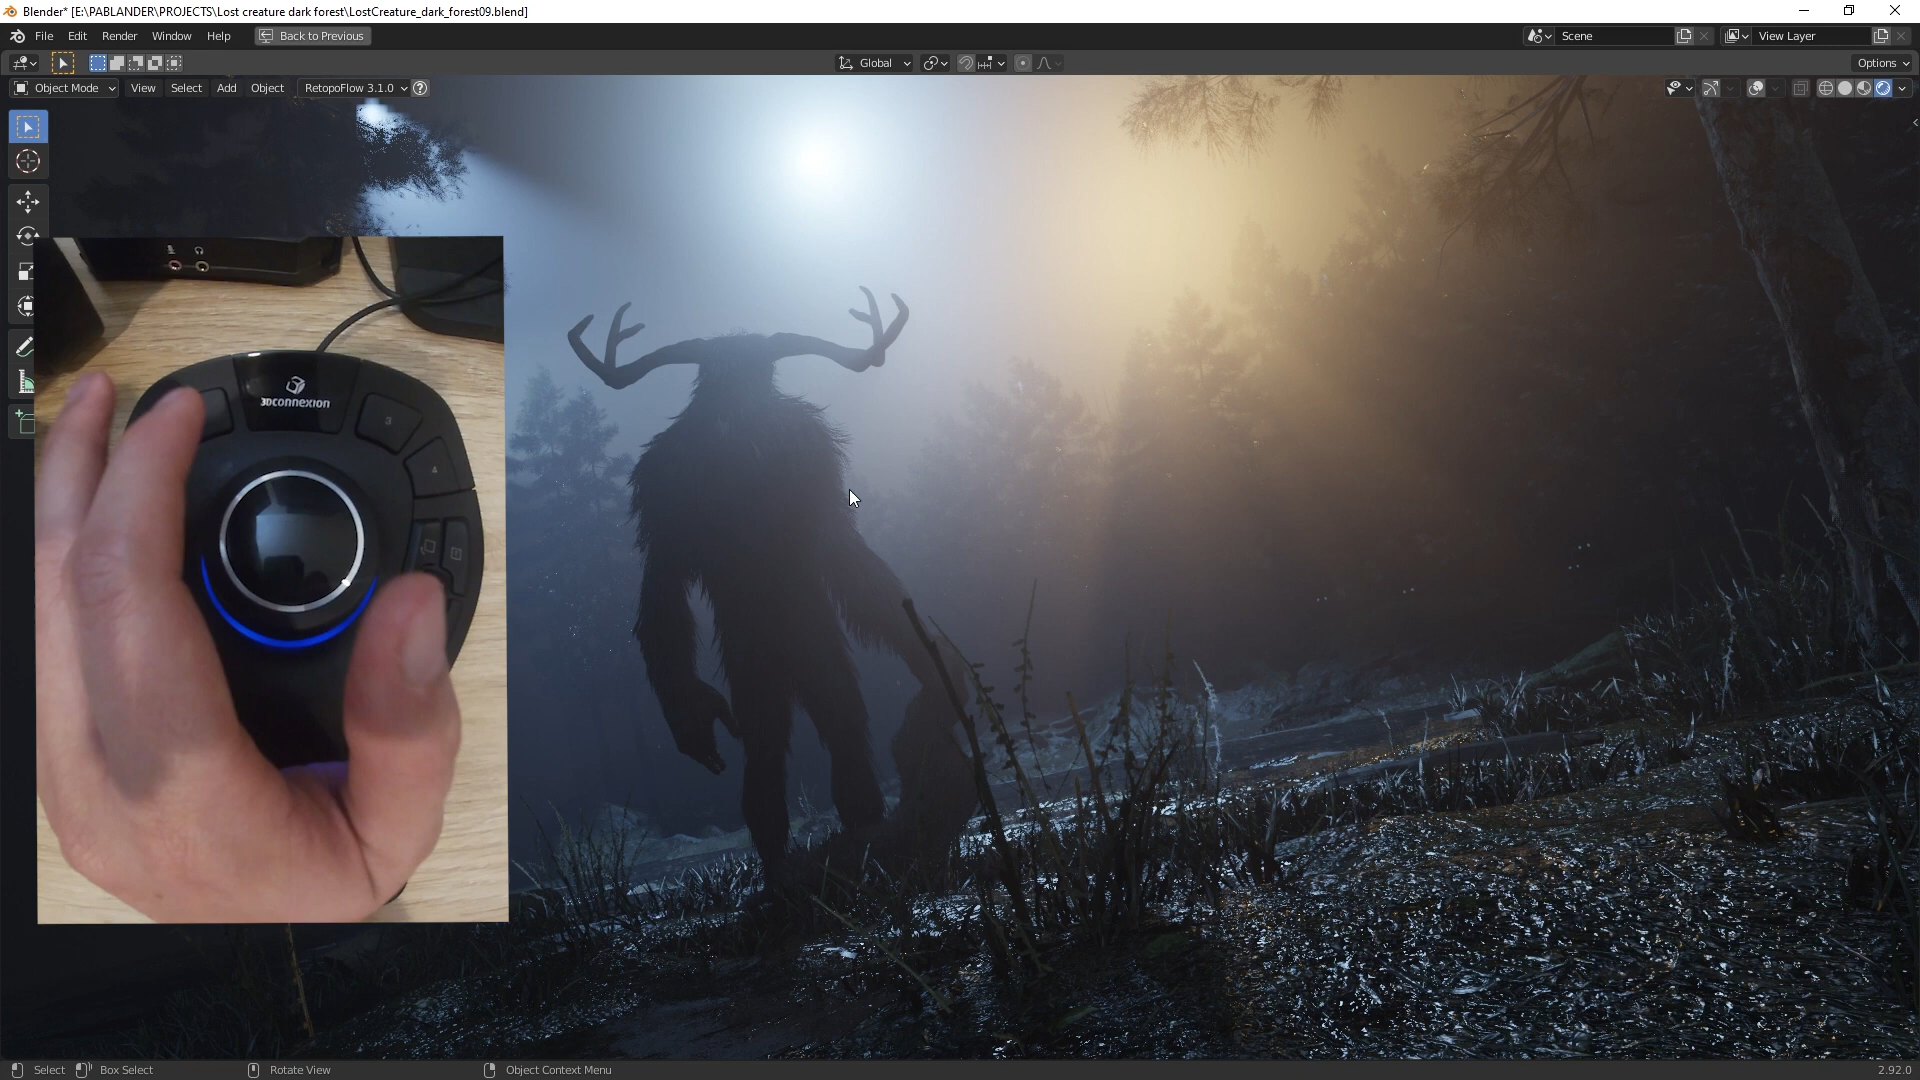 Blender* [E:\PABLANDER\PROJECTS\Lost creature dark forest\LostCreature_dark_forest09.blend]
File Edit Render Window Help Back to Previous Scene View Layer
Global Options
Object Mode View Select Add Object RetopoFlow 3.1.0
3Dconnexion
3
4
Select Box Select Rotate View Object Context Menu 2.92.0